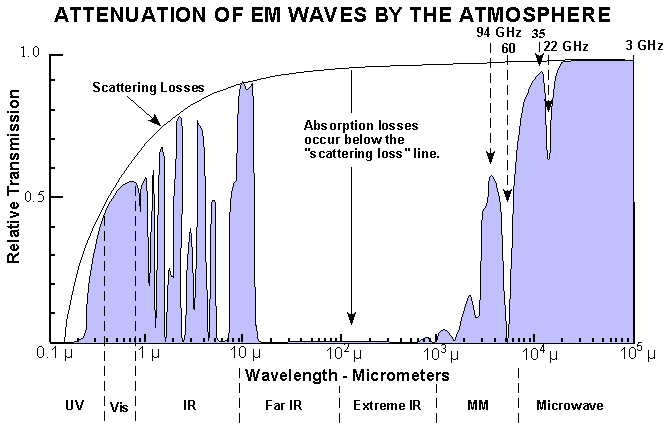 ATTENUATION OF EM WAVES BY THE ATMOSPHERE
94 GHz
35
60
22 GHz
3 GHz
1.0
Scattering Losses
Absorption losses
occur below the
"scattering loss" line.
Relative Transmission
0.5
0.0
0.1 μ
1 μ
10 μ
10² μ
10³ μ
10⁴ μ
10⁵ μ
Wavelength - Micrometers
UV
Vis
IR
Far IR
Extreme IR
MM
Microwave